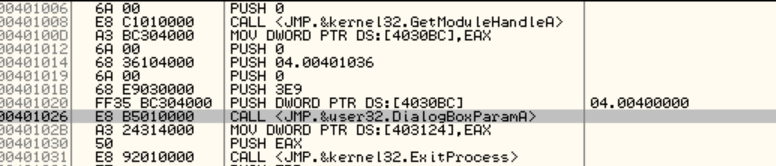 00401006 6A 00 PUSH 0
00401008 E8 C1010000 CALL <JMP.&kernel32.GetModuleHandleA>
0040100D A3 BC304000 MOV DWORD PTR DS:[4030BC],EAX
00401012 6A 00 PUSH 0
00401014 68 36104000 PUSH 04.00401036
00401019 6A 00 PUSH 0
0040101B 68 E9030000 PUSH 3E9
00401020 FF35 BC304000 PUSH DWORD PTR DS:[4030BC] 04.00400000
00401026 E8 B5010000 CALL <JMP.&user32.DialogBoxParamA>
0040102B A3 24314000 MOV DWORD PTR DS:[403124],EAX
00401030 50 PUSH EAX
00401031 E8 92010000 CALL <JMP.&kernel32.ExitProcess>